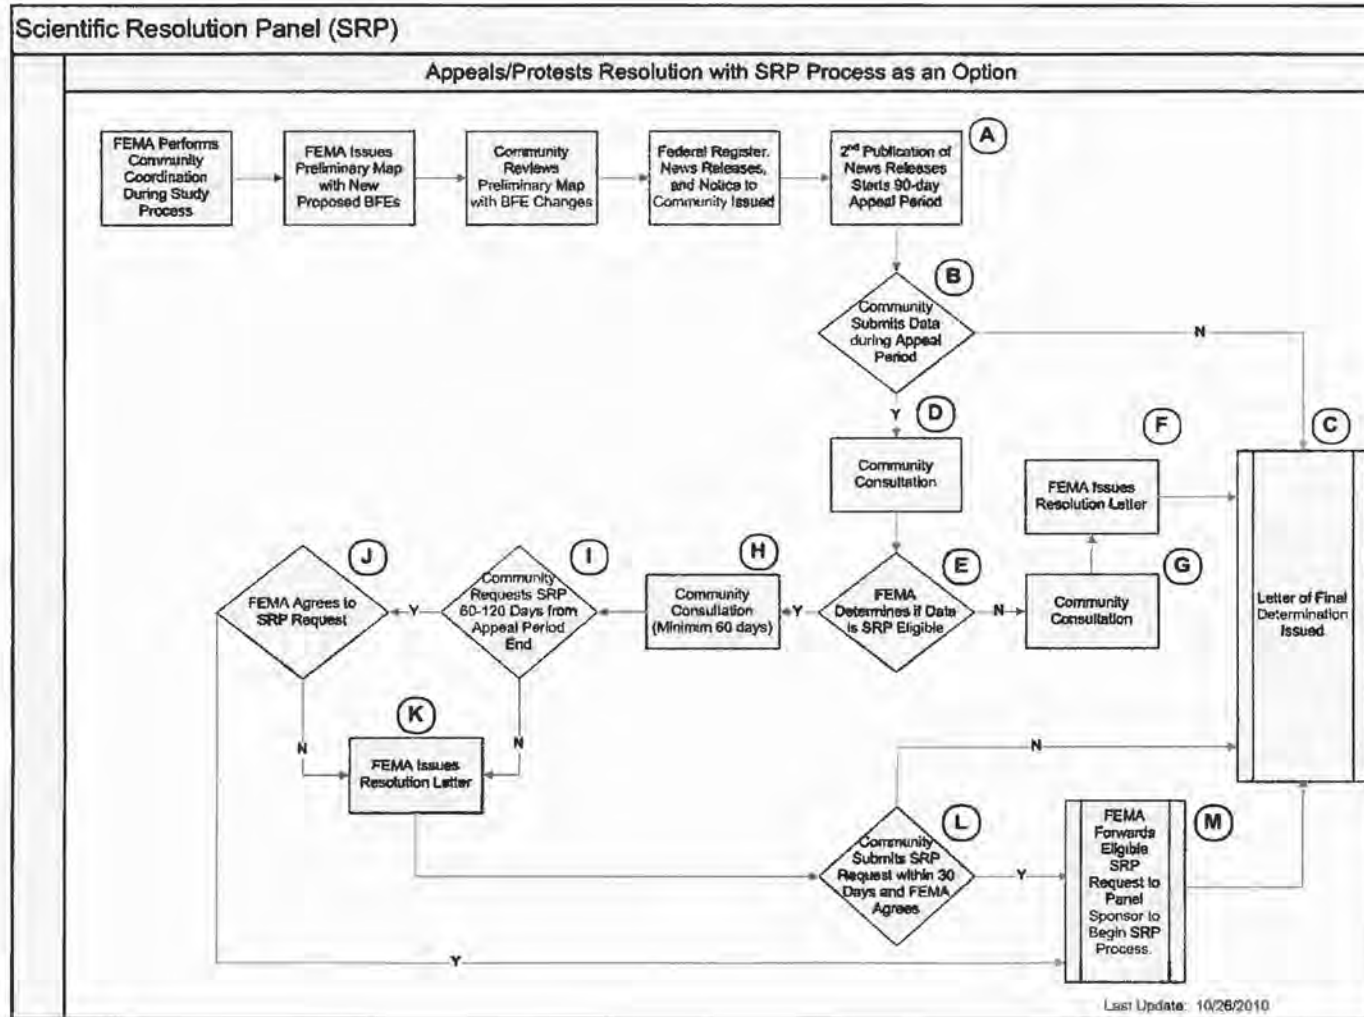 Scientific Resolution Panel (SRP)
Appeals/Protests Resolution with SRP Process as an Option
FEMA Performs
Community
Coordination
During Study
Process
FEMA Issues
Preliminary Map
with New
Proposed BFEs
Community
Reviews
Preliminary Map
with BFE Changes
Federal Register.
News Releases,
and Notice to
Community Issued
2nd Publication of
News Releases
Starts 90-day
Appeal Period
A
B
Community
Submits Data
during Appeal
Period
N
Y
D
Community
Consultation
F
FEMA Issues
Resolution Letter
C
Letter of Final
Determination
Issued
J
FEMA Agrees to
SRP Request
Y
I
Community
Requests SRP
60-120 Days from
Appeal Period
End
H
Community
Consultation
(Minimum 60 days)
Y
E
FEMA
Determines if Data
is SRP Eligible
N
G
Community
Consultation
N
N
K
FEMA Issues
Resolution Letter
N
L
Community
Submits SRP
Request within 30
Days and FEMA
Agrees
Y
M
FEMA
Forwards
Eligible
SRP
Request to
Panel
Sponsor to
Begin SRP
Process.
Y
Last Update: 10/26/2010